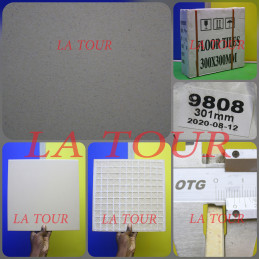 LA TOUR
LA TOUR
FLOOR TILES
300X300MM
9808
301mm
2020-08-12
LA TOUR
OTG
LA TOUR
LA TOUR
LA TOUR